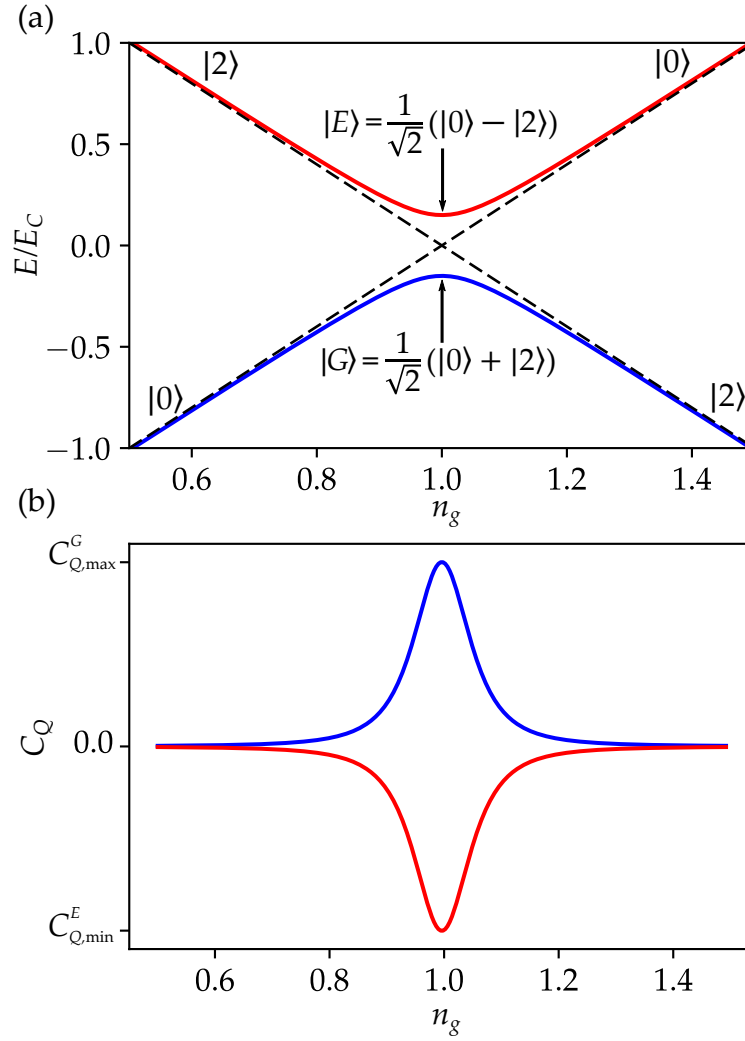 (a)
1.0
|2⟩
|0⟩
|E⟩ = 1/√2 (|0⟩ − |2⟩)
0.5
E/E_C
0.0
−0.5
|G⟩ = 1/√2 (|0⟩ + |2⟩)
|0⟩
|2⟩
−1.0
0.6 0.8 1.0 1.2 1.4
n_g
(b)
C^G_{Q,max}
C_Q
0.0
C^E_{Q,min}
0.6 0.8 1.0 1.2 1.4
n_g